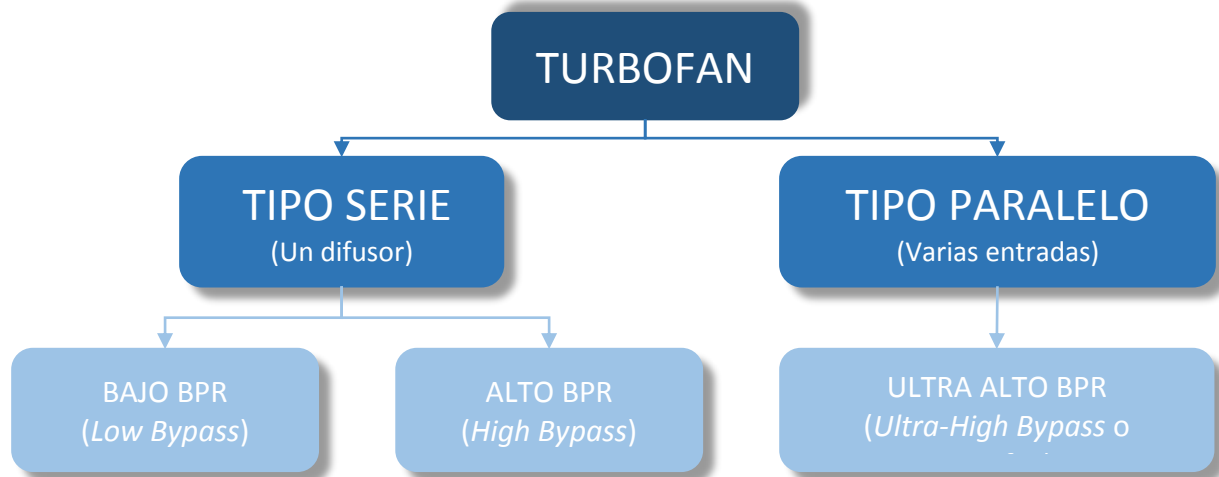 TURBOFAN
TIPO SERIE
(Un difusor)
TIPO PARALELO
(Varias entradas)
BAJO BPR
(Low Bypass)
ALTO BPR
(High Bypass)
ULTRA ALTO BPR
(Ultra-High Bypass o